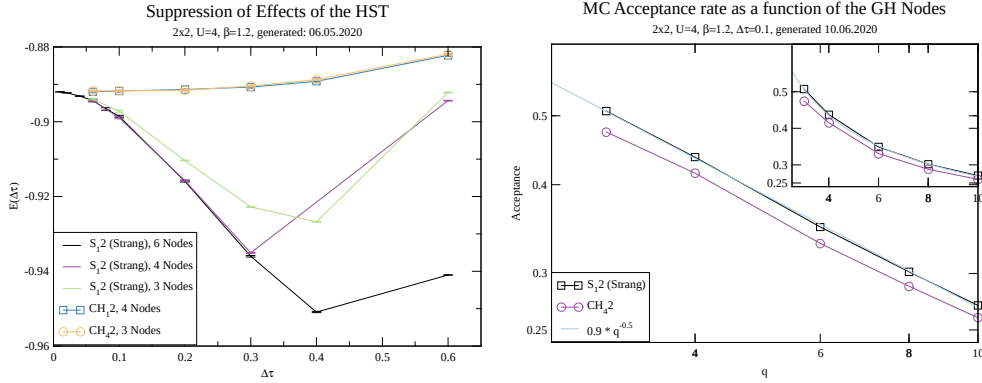 Suppression of Effects of the HST
2x2, U=4, β=1.2, generated: 06.05.2020
-0.88
-0.9
-0.92
-0.94
-0.96
E(Δτ)
0
0.1
0.2
0.3
0.4
0.6
Δτ
S₁2 (Strang), 6 Nodes
S₁2 (Strang), 4 Nodes
S₁2 (Strang), 3 Nodes
CH₁2, 4 Nodes
CH₄2, 3 Nodes
MC Acceptance rate as a function of the GH Nodes
2x2, U=4, β=1.2, Δτ=0.1, generated 10.06.2020
0.5
0.4
0.3
0.25
Acceptance
4
6
8
10
q
S₁2 (Strang)
CH₄2
0.9 * q^-0.5
0.5
0.4
0.3
0.25
4
6
8
10